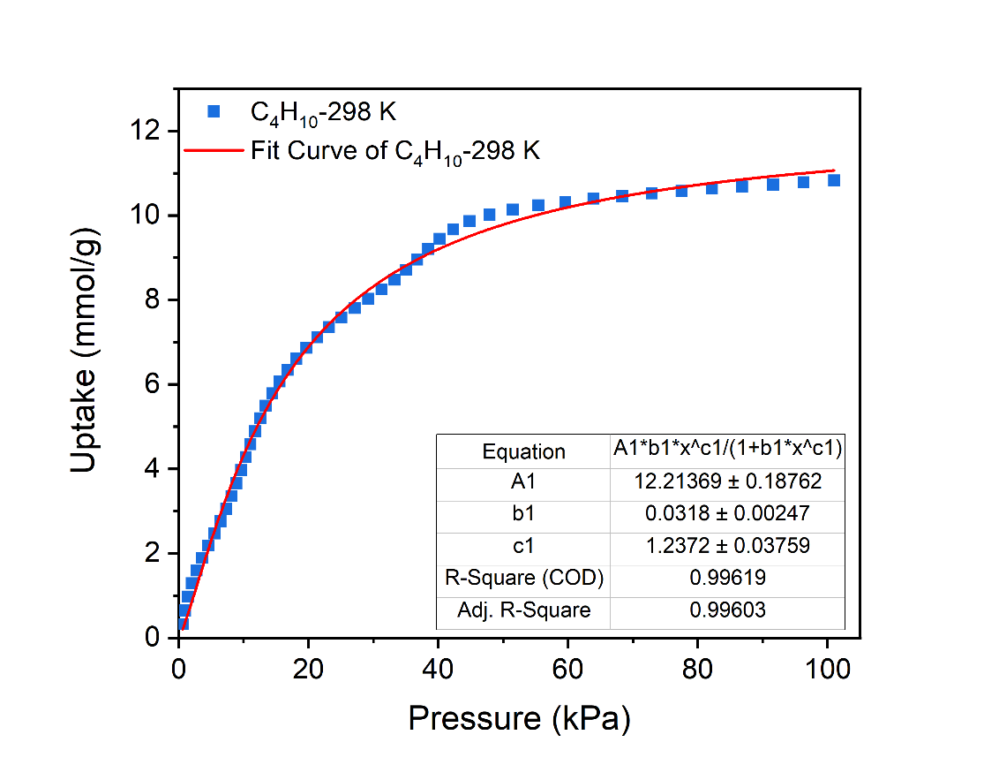 C4H10-298 K
Fit Curve of C4H10-298 K
12
10
8
6
4
2
0
Uptake (mmol/g)
Equation A1*b1*x^c1/(1+b1*x^c1)
A1 12.21369 ± 0.18762
b1 0.0318 ± 0.00247
c1 1.2372 ± 0.03759
R-Square (COD) 0.99619
Adj. R-Square 0.99603
0 20 40 60 80 100
Pressure (kPa)